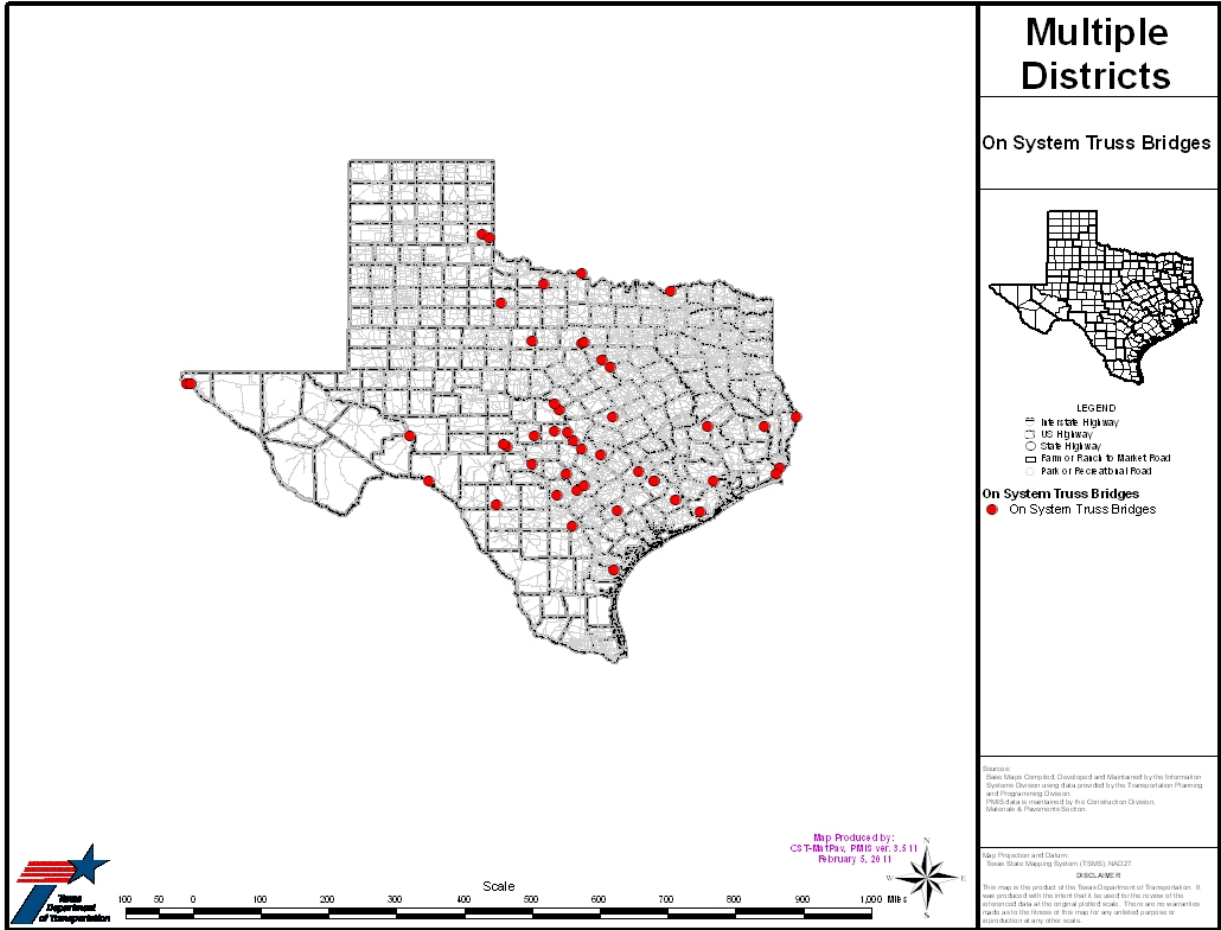 Multiple
Districts
On System Truss Bridges
LEGEND
Interstate Highway
US Highway
State Highway
Farm or Ranch to Market Road
Park or Recreational Road
On System Truss Bridges
On System Truss Bridges
Sources:
Base Maps Compiled, Developed and Maintained by the Information
Systems Division using data provided by the Transportation Planning
and Programming Division.
PMIS data is maintained by the Construction Division,
Materials & Pavements Section.
Map Projection and Datum:
Texas State Mapping System (TSMS), NAD27.
DISCLAIMER
This map is the product of the Texas Department of Transportation. It
was produced with the intent that it be used for the review of the
referenced data at the original plotted scale. There are no warranties
made as to the fitness of this map for any unlisted purpose or
reproduction at any other scale.
Map Produced by:
CST-MatPav, PMIS ver. 3.5.11
February 5, 2011
N
W E
S
Scale
100 50 0 100 200 300 400 500 600 700 800 900 1,000 Miles
Texas
Department
of Transportation